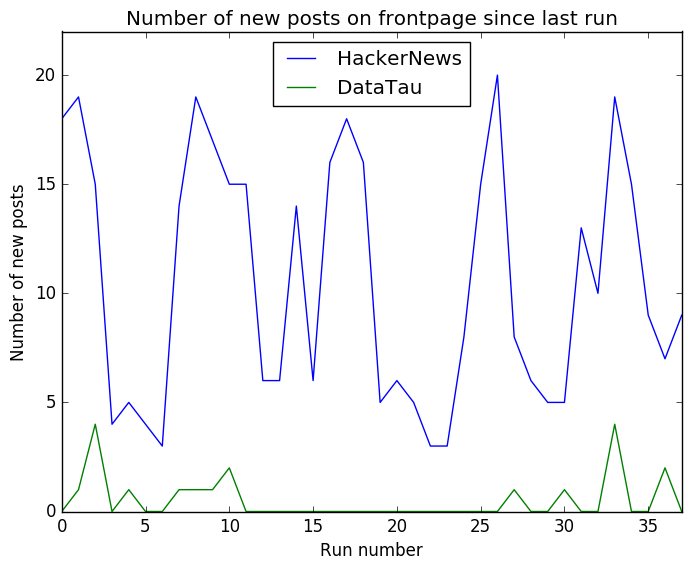 Number of new posts on frontpage since last run
HackerNews
DataTau
Number of new posts
20
15
10
5
0
0 5 10 15 20 25 30 35
Run number